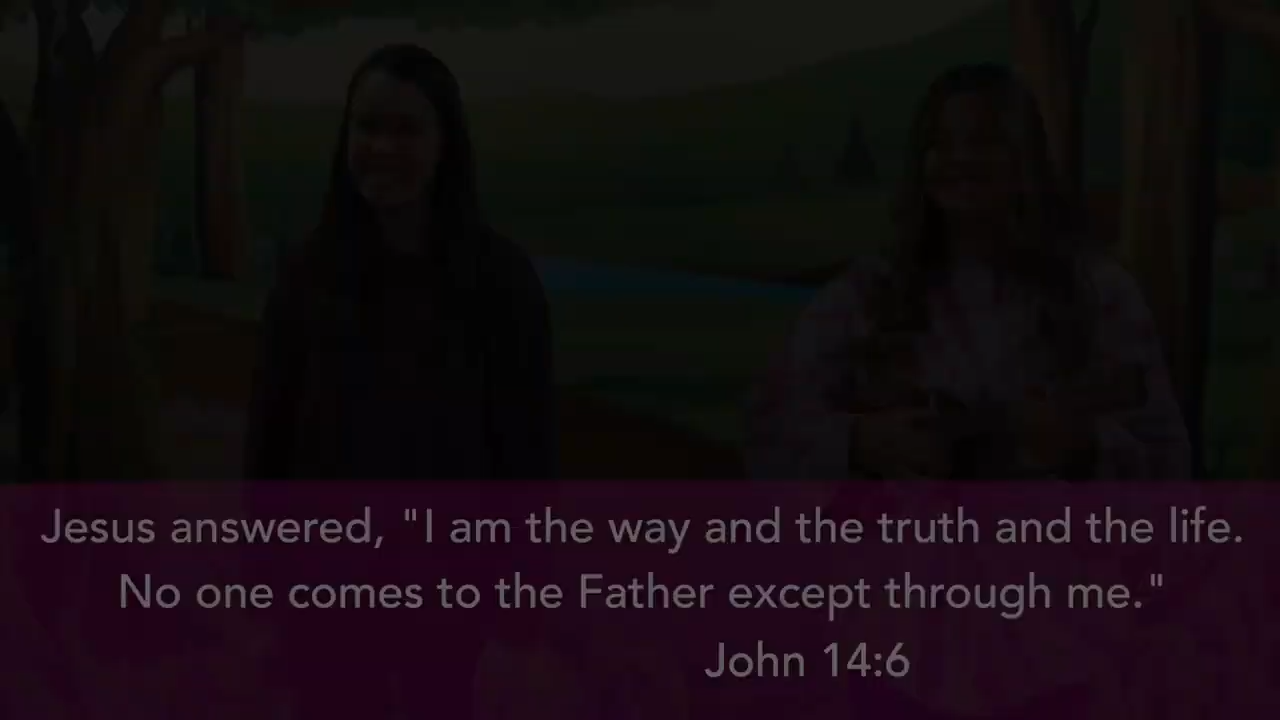 Jesus answered, "I am the way and the truth and the life.
No one comes to the Father except through me."
John 14:6